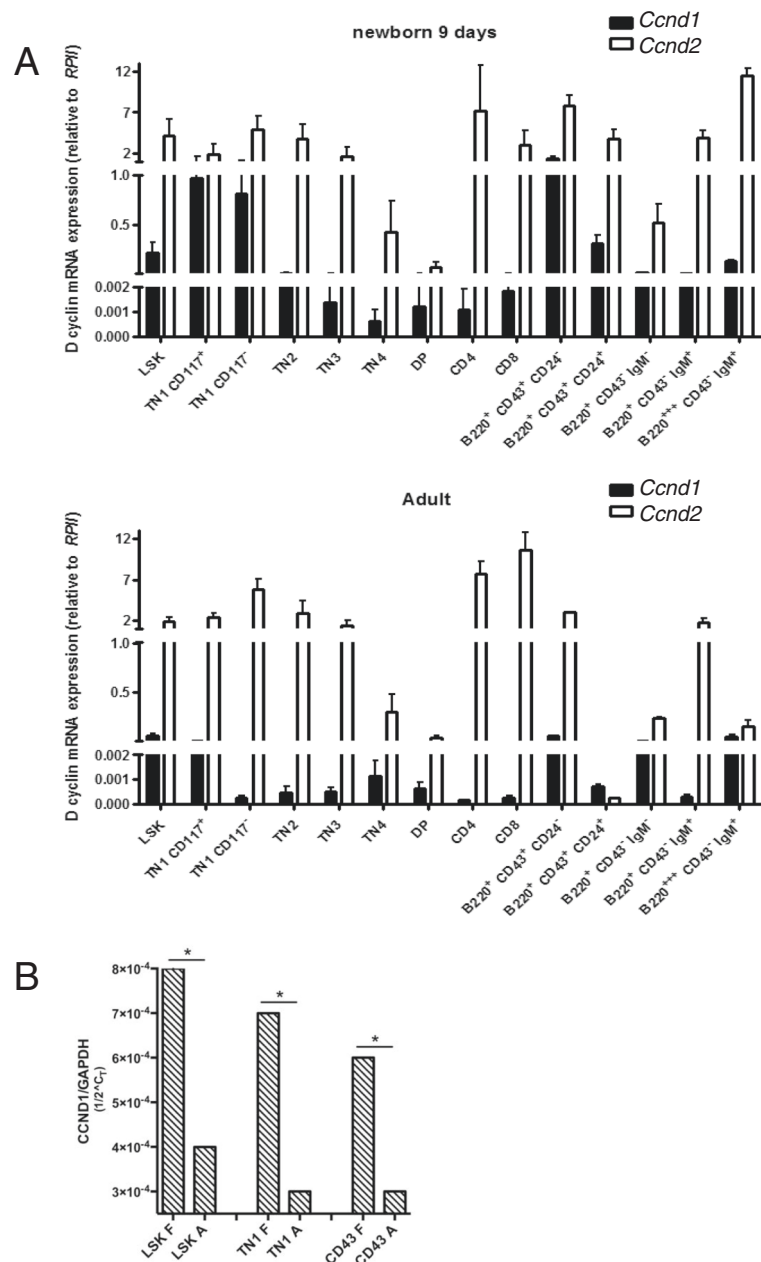 A
newborn 9 days
Ccnd1
Ccnd2
D cyclin mRNA expression (relative to RPII)
12
7
2
1.0
0.5
0.002
0.001
0.000
LSK
TN1 CD117⁺
TN1 CD117⁻
TN2
TN3
TN4
DP
CD4
CD8
B220⁺ CD43⁺ CD24⁻
B220⁺ CD43⁺ CD24⁺
B220⁺ CD43⁻ IgM⁻
B220⁺ CD43⁻ IgM⁺
B220⁺⁺⁺ CD43⁻ IgM⁺
Adult
Ccnd1
Ccnd2
D cyclin mRNA expression (relative to RPII)
12
7
2
1.0
0.5
0.002
0.001
0.000
LSK
TN1 CD117⁺
TN1 CD117⁻
TN2
TN3
TN4
DP
CD4
CD8
B220⁺ CD43⁺ CD24⁻
B220⁺ CD43⁺ CD24⁺
B220⁺ CD43⁻ IgM⁻
B220⁺ CD43⁻ IgM⁺
B220⁺⁺⁺ CD43⁻ IgM⁺
B
CCND1/GAPDH
(1/2^C_T)
8×10⁻⁴
7×10⁻⁴
6×10⁻⁴
5×10⁻⁴
4×10⁻⁴
3×10⁻⁴
*
*
*
LSK F
LSK A
TN1 F
TN1 A
CD43 F
CD43 A